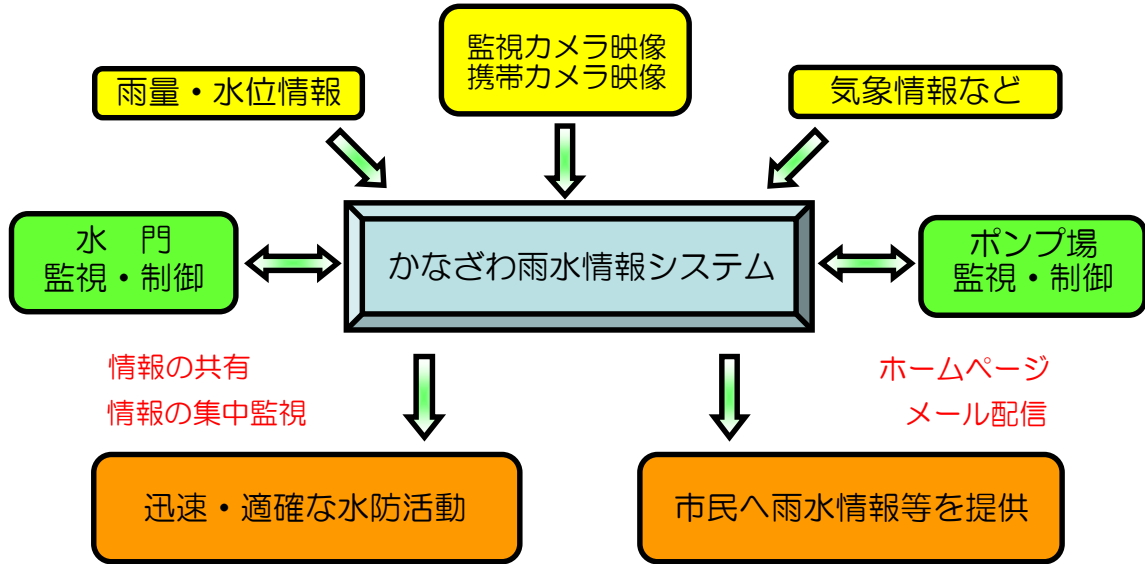 監視カメラ映像
携帯カメラ映像
雨量・水位情報
気象情報など
水　門
監視・制御
かなざわ雨水情報システム
ポンプ場
監視・制御
情報の共有
情報の集中監視
ホームページ
メール配信
迅速・適確な水防活動
市民へ雨水情報等を提供